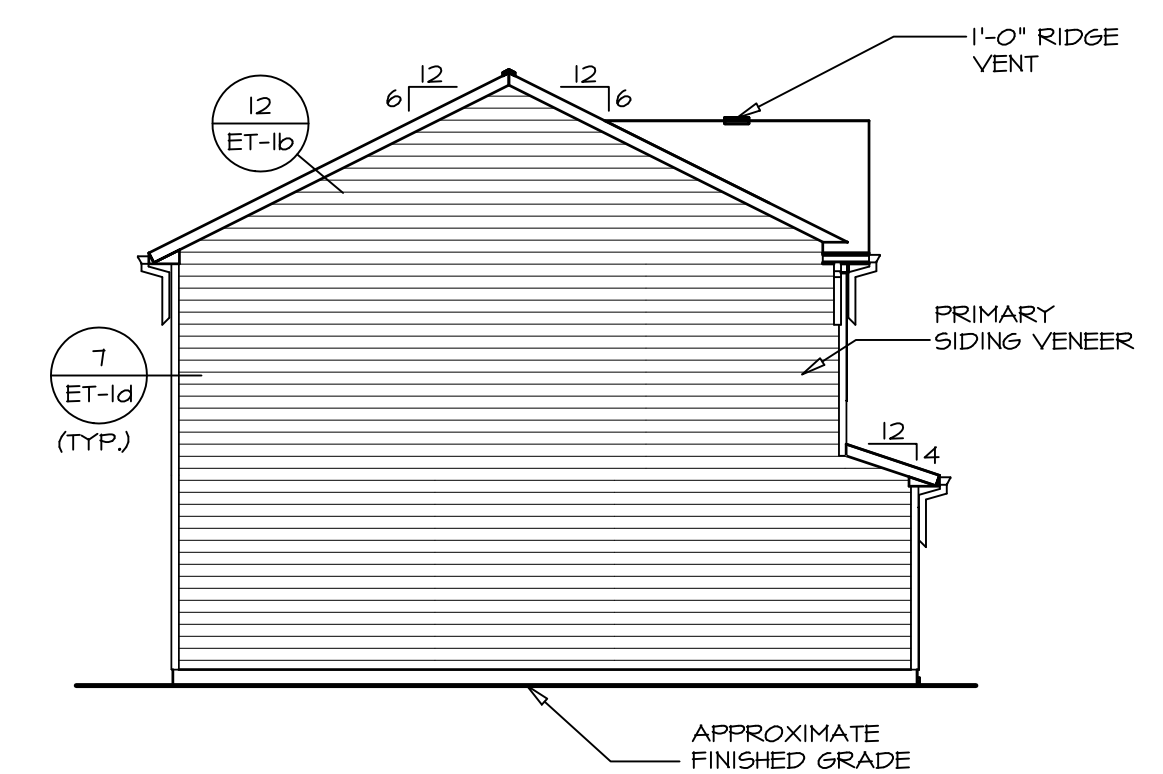 1'-0" RIDGE
VENT
12
6
12
6
12
ET-1b
PRIMARY
SIDING VENEER
7
ET-1d
(TYP.)
12
4
APPROXIMATE
FINISHED GRADE